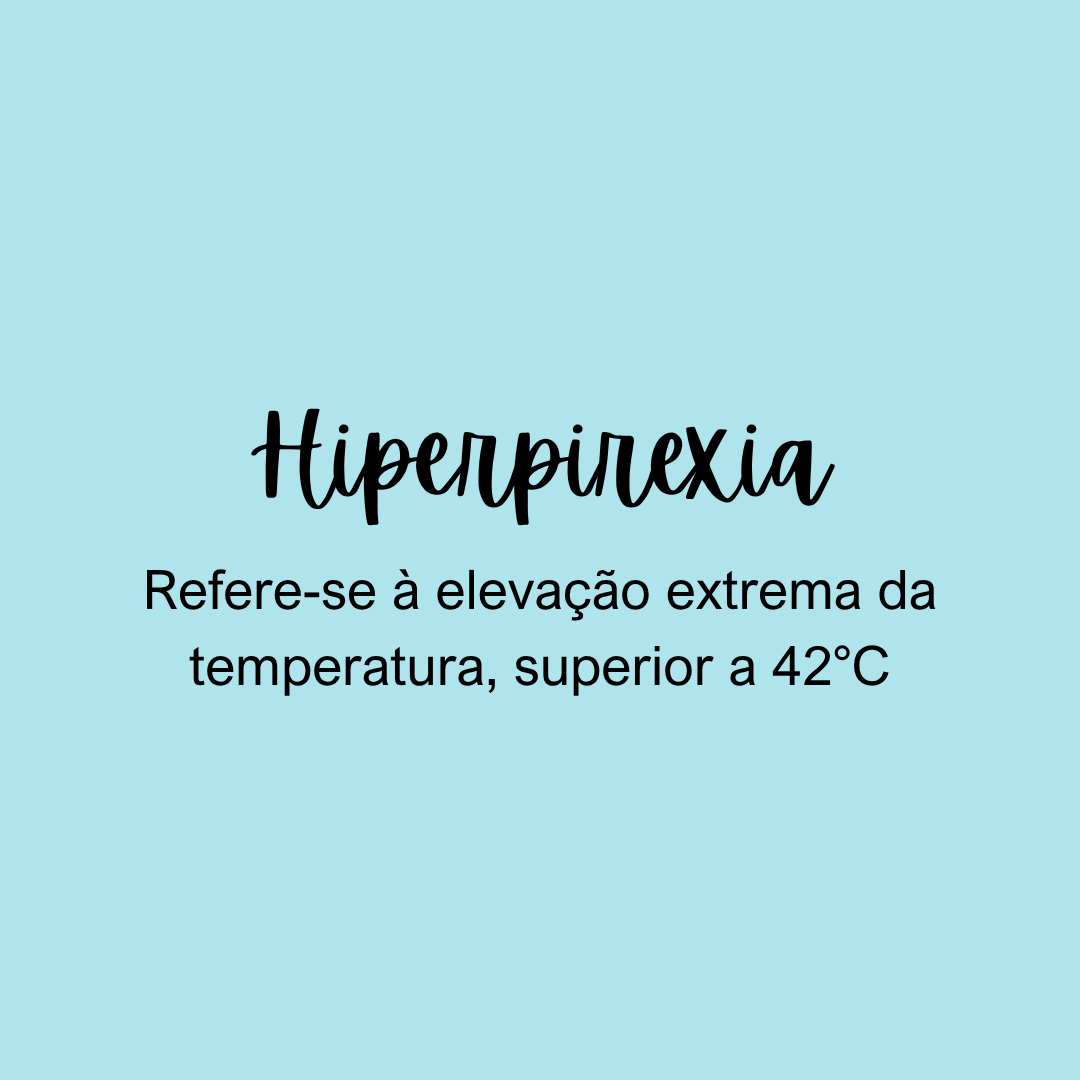 Hiperpirexia
Refere-se à elevação extrema da
temperatura, superior a 42°C